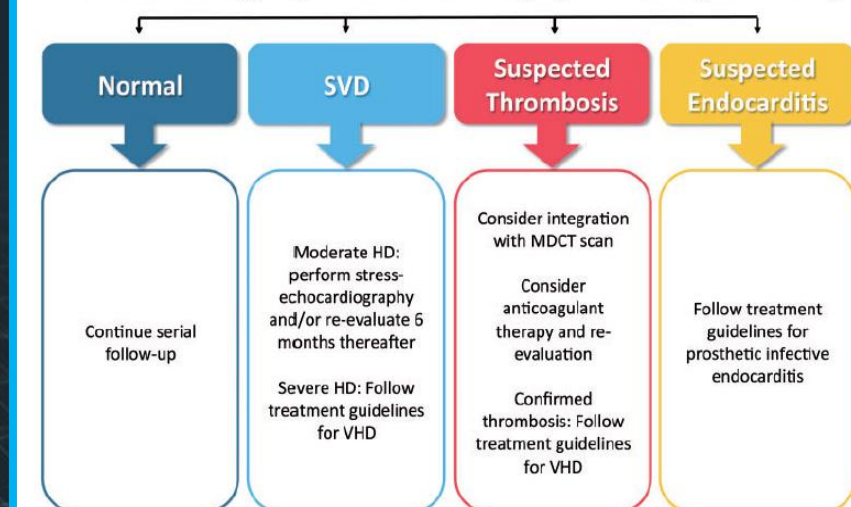 Normal
SVD
Suspected
Thrombosis
Suspected
Endocarditis
Continue serial
follow-up
Moderate HD:
perform stress-
echocardiography
and/or re-evaluate 6
months thereafter
Severe HD: Follow
treatment guidelines
for VHD
Consider integration
with MDCT scan
Consider
anticoagulant
therapy and re-
evaluation
Confirmed
thrombosis: Follow
treatment guidelines
for VHD
Follow treatment
guidelines for
prosthetic infective
endocarditis